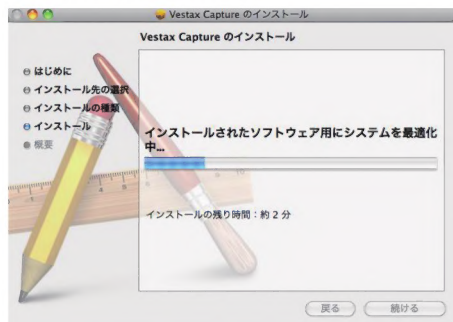 Vestax Capture のインストール
Vestax Capture のインストール
はじめに
インストール先の選択
インストールの種類
インストール
概要
インストールされたソフトウェア用にシステムを最適化
中...
インストールの残り時間：約 2 分
戻る
続ける